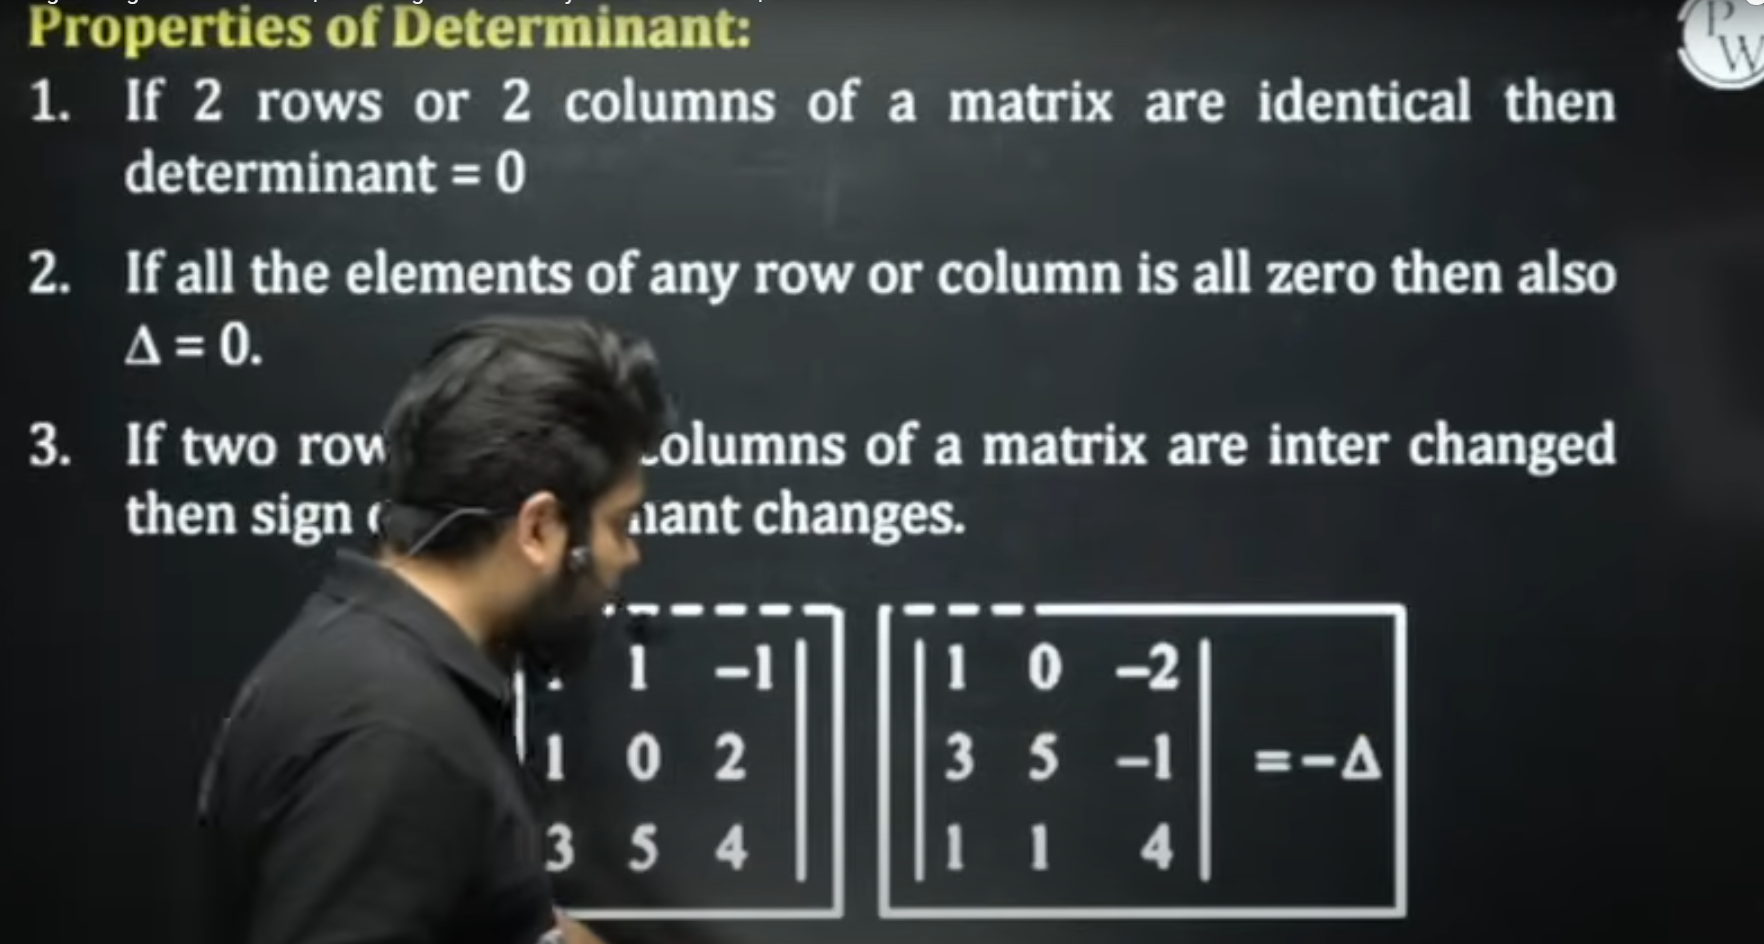 Properties of Determinant:
1. If 2 rows or 2 columns of a matrix are identical then
determinant = 0
2. If all the elements of any row or column is all zero then also
Δ = 0.
3. If two columns of a matrix are inter changed
then sign changes.
1 -1
1 0 2
3 5 4
1 0 -2
3 5 -1 = -Δ
1 1 4
PW